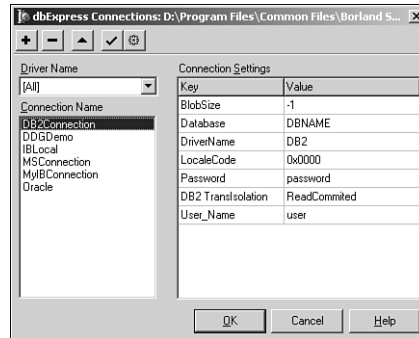 dbExpress Connections: D:\Program Files\Common Files\Borland S...
Driver Name
[All]
Connection Name
DB2Connection
DDGDemo
IBLocal
MSConnection
MyIBConnection
Oracle
Connection Settings
Key Value
BlobSize -1
Database DBNAME
DriverName DB2
LocaleCode 0x0000
Password password
DB2 TransIsolation ReadCommited
User_Name user
OK Cancel Help